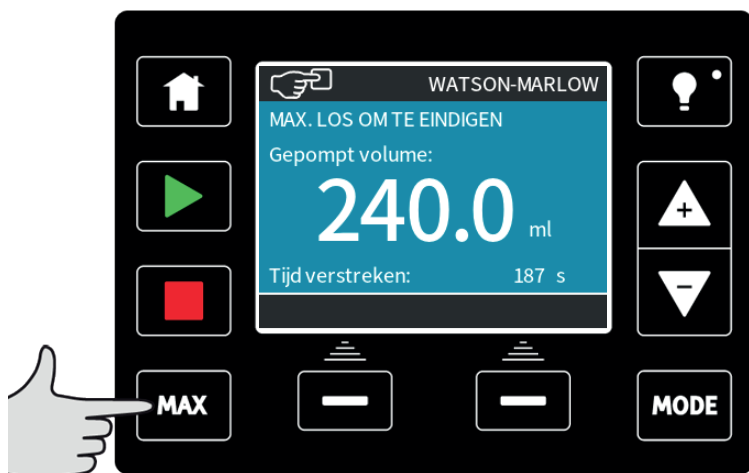 WATSON-MARLOW
MAX. LOS OM TE EINDIGEN
Gepompt volume:
240.0 ml
Tijd verstreken: 187 s
MAX
MODE